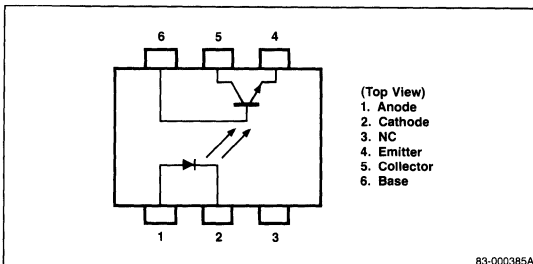 6 5 4
(Top View)
1. Anode
2. Cathode
3. NC
4. Emitter
5. Collector
6. Base
1 2 3
83-000385A